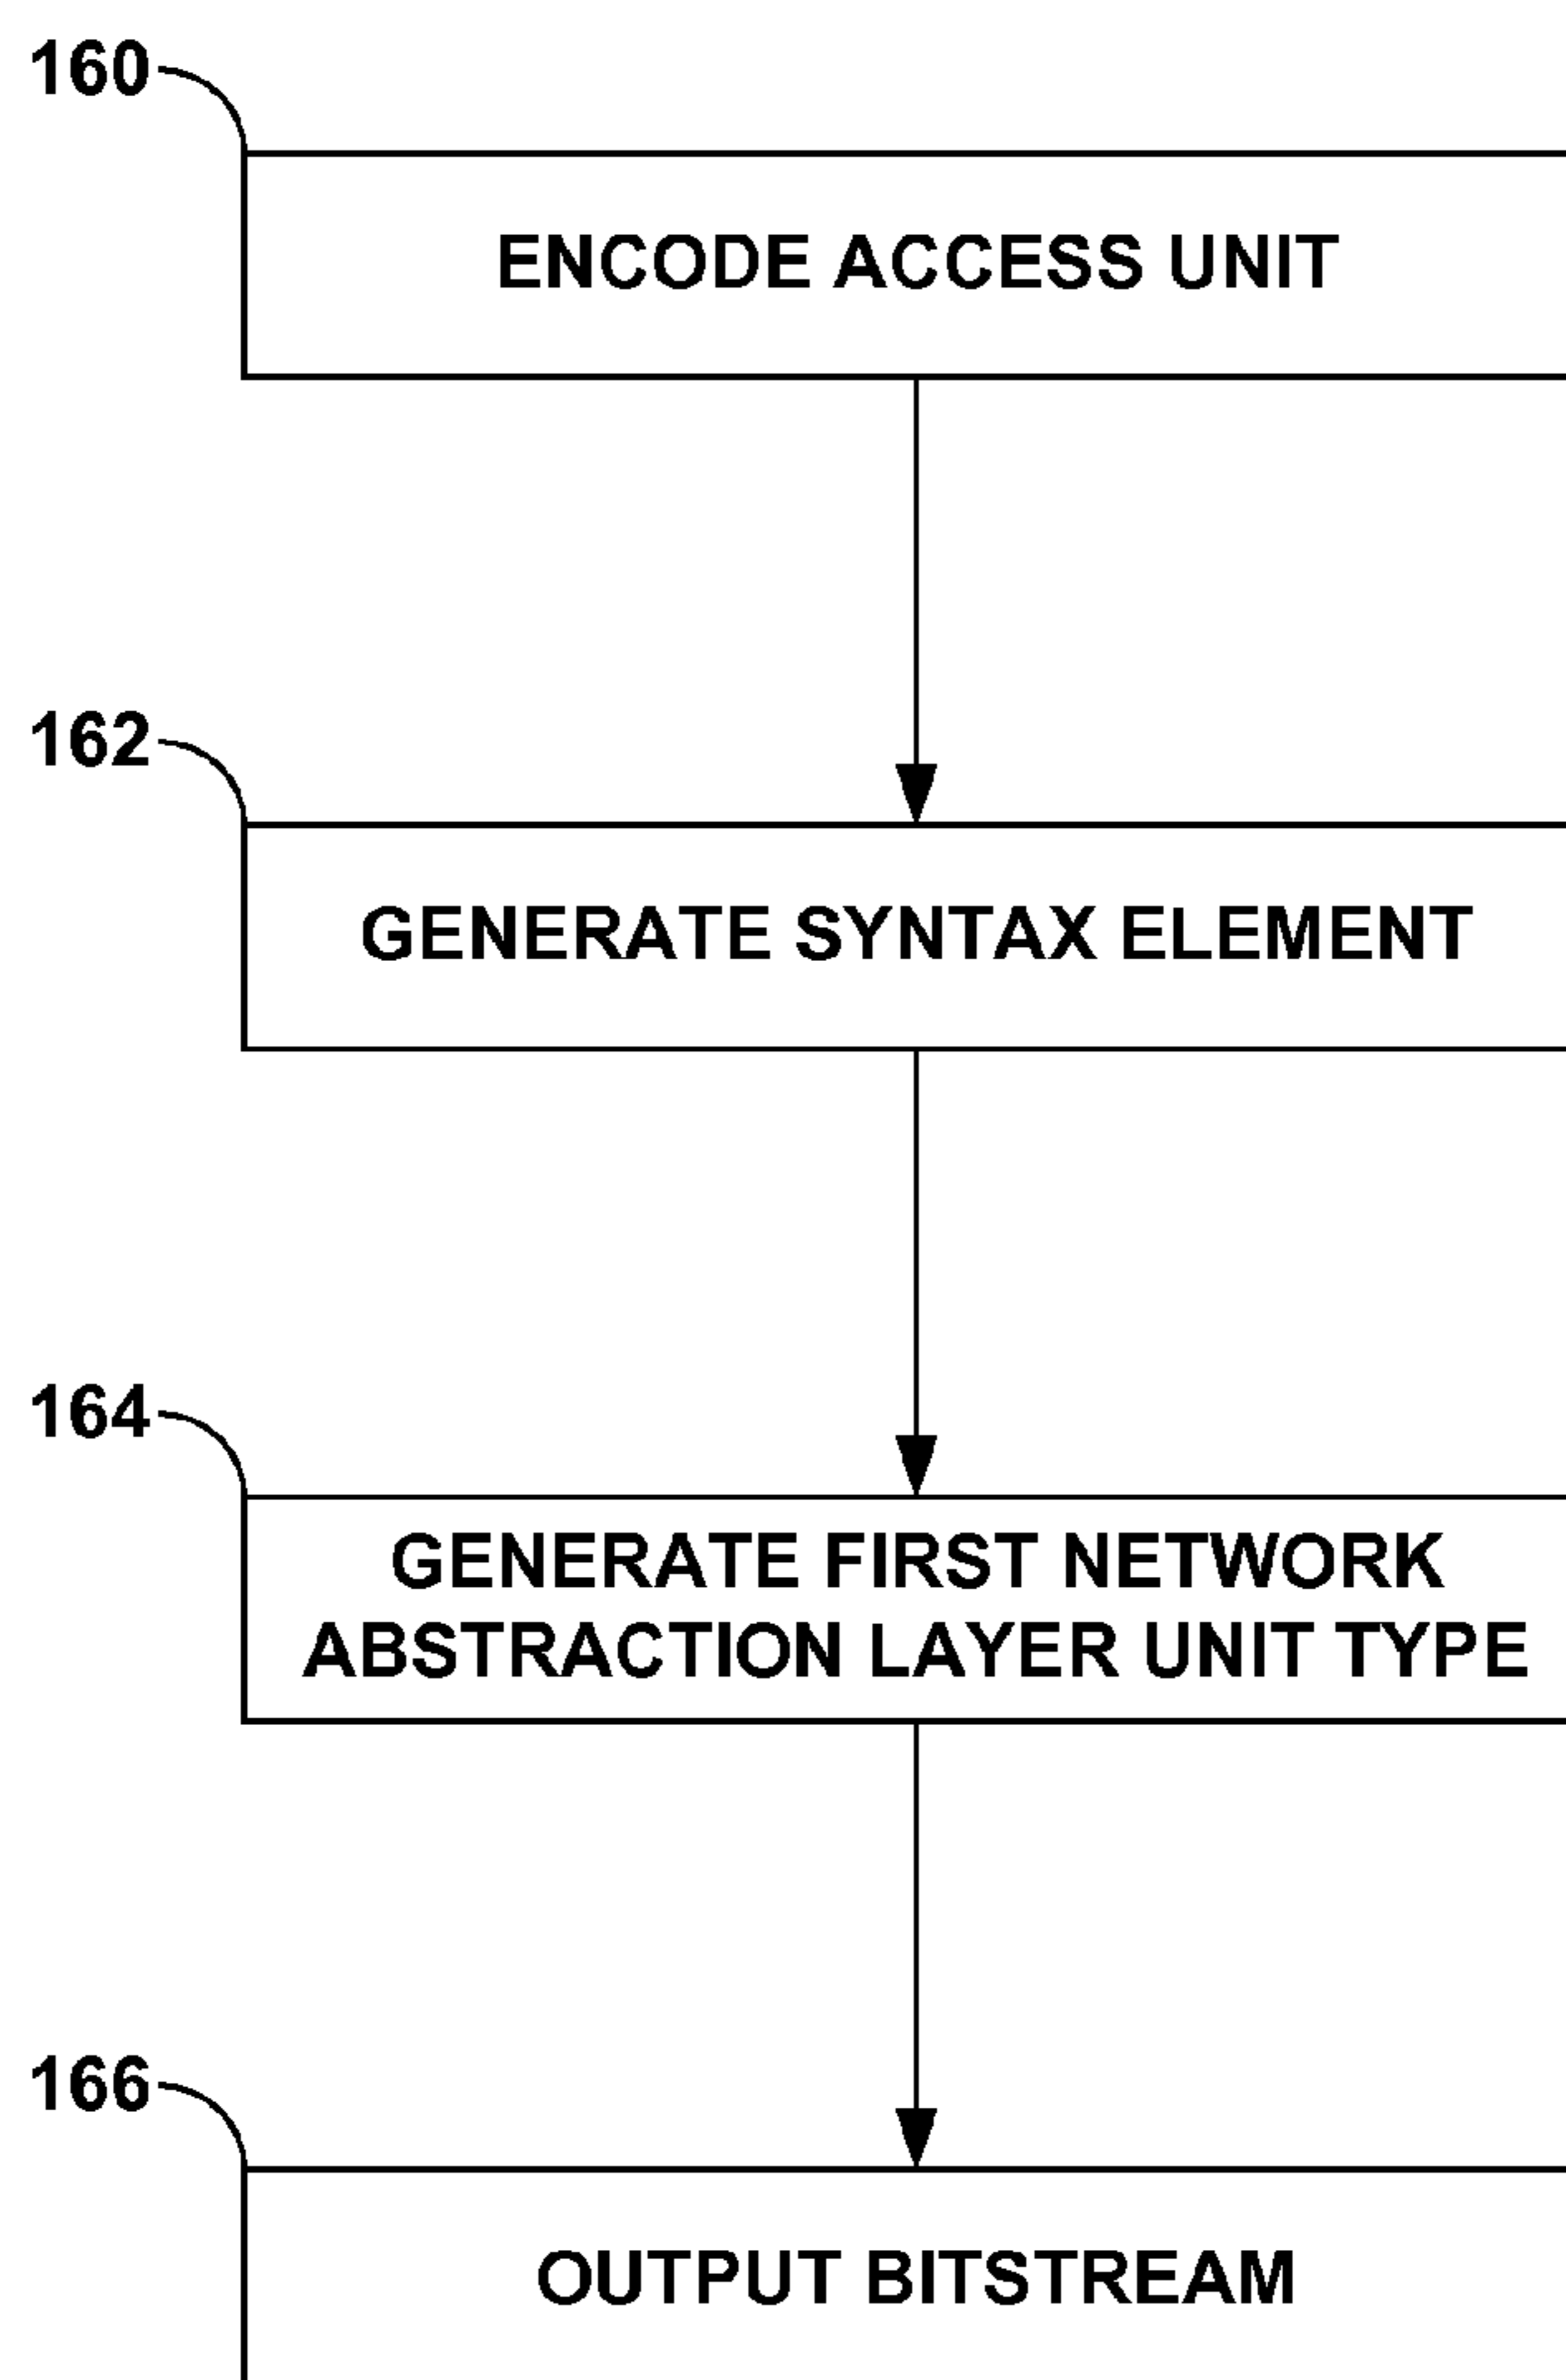 160
ENCODE ACCESS UNIT
162
GENERATE SYNTAX ELEMENT
164
GENERATE FIRST NETWORK
ABSTRACTION LAYER UNIT TYPE
166
OUTPUT BITSTREAM